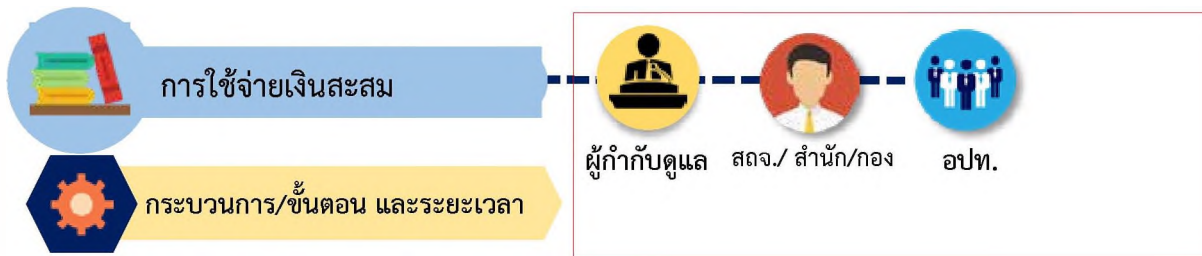 การใช้จ่ายเงินสะสม
ผู้กำกับดูแล
สถจ./ สำนัก/กอง
อปท.
กระบวนการ/ขั้นตอน และระยะเวลา